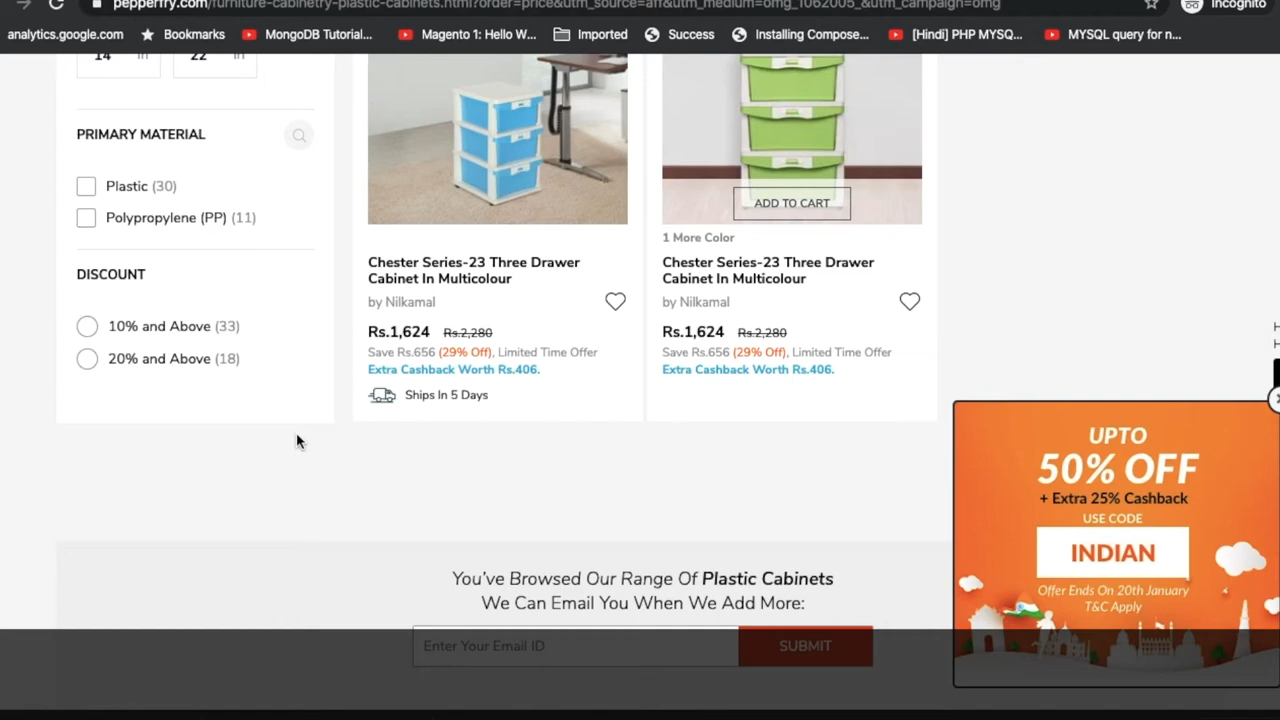 pepperfry.com/furniture-cabinetry-plastic-cabinets.html?order=price&utm_source=aff&utm_medium=omg_1062005_&utm_campaign=omg
Incognito
analytics.google.com
Bookmarks
MongoDB Tutorial...
Magento 1: Hello W...
Imported
Success
Installing Compose...
[Hindi] PHP MYSQ...
MYSQL query for n...
14 in
22 in
PRIMARY MATERIAL
Plastic (30)
Polypropylene (PP) (11)
DISCOUNT
10% and Above (33)
20% and Above (18)
Chester Series-23 Three Drawer
Cabinet In Multicolour
by Nilkamal
Rs.1,624 Rs.2,280
Save Rs.656 (29% Off), Limited Time Offer
Extra Cashback Worth Rs.406.
Ships In 5 Days
ADD TO CART
1 More Color
Chester Series-23 Three Drawer
Cabinet In Multicolour
by Nilkamal
Rs.1,624 Rs.2,280
Save Rs.656 (29% Off), Limited Time Offer
Extra Cashback Worth Rs.406.
H
H
UPTO
50% OFF
+ Extra 25% Cashback
USE CODE
INDIAN
Offer Ends On 20th January
T&C Apply
You've Browsed Our Range Of Plastic Cabinets
We Can Email You When We Add More:
Enter Your Email ID
SUBMIT